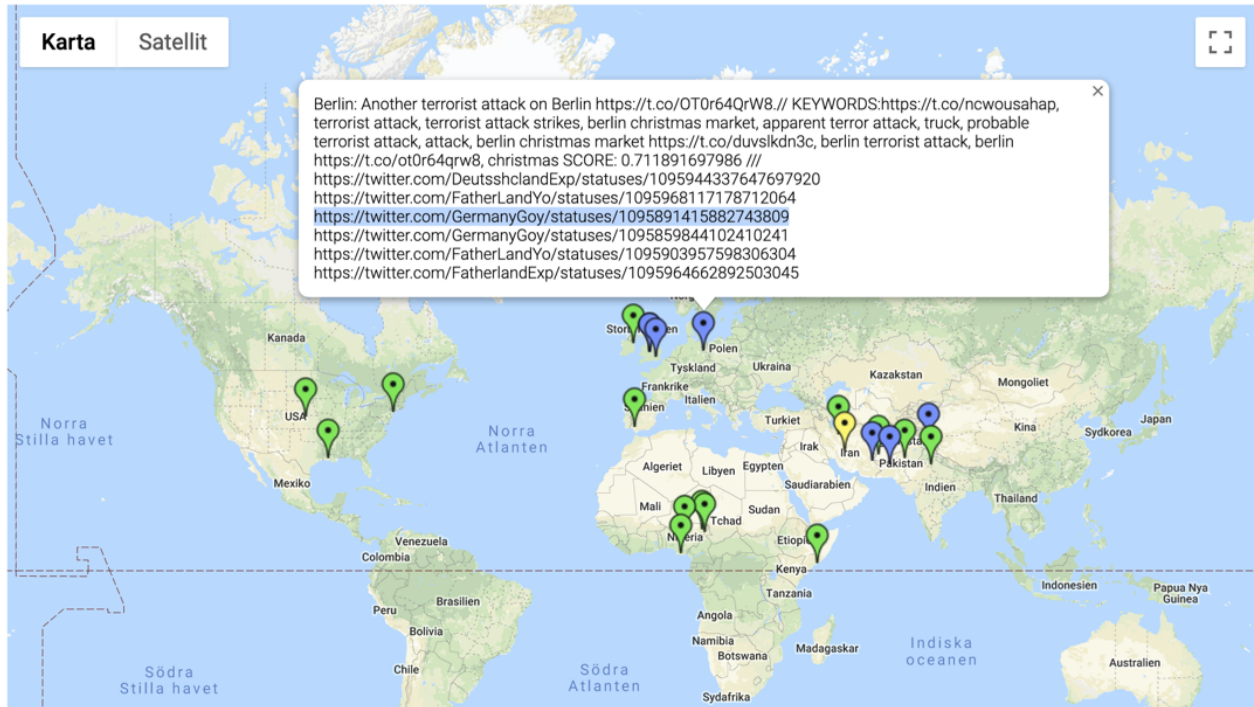 Karta
Satellit
Berlin: Another terrorist attack on Berlin https://t.co/OT0r64QrW8.// KEYWORDS:https://t.co/ncwousahap,
terrorist attack, terrorist attack strikes, berlin christmas market, apparent terror attack, truck, probable
terrorist attack, attack, berlin christmas market https://t.co/duvslkdn3c, berlin terrorist attack, berlin
https://t.co/ot0r64qrw8, christmas SCORE: 0.711891697986 ///
https://twitter.com/DeutsshclandExp/statuses/1095944337647697920
https://twitter.com/FatherLandYo/statuses/1095968117178712064
https://twitter.com/GermanyGoy/statuses/1095891415882743809
https://twitter.com/GermanyGoy/statuses/1095859844102410241
https://twitter.com/FatherLandYo/statuses/1095903957598306304
https://twitter.com/FatherlandExp/statuses/1095964662892503045
Kanada
Polen
Tyskland
Ukraina
Kazakstan
Mongoliet
Frankrike
Italien
USA
Norra
Stilla havet
Norra
Atlanten
Turkiet
Kina
Japan
Sydkorea
Irak
Iran
Pakistan
Algeriet
Libyen
Egypten
Saudiarabien
Indien
Mexiko
Mali
Tchad
Sudan
Thailand
Venezuela
Colombia
Kenya
Tanzania
Indonesien
Papua Nya
Guinea
Peru
Brasilien
Bolivia
Angola
Namibia
Botswana
Madagaskar
Indiska
oceanen
Chile
Södra
Stilla havet
Södra
Atlanten
Australien
Sydafrika